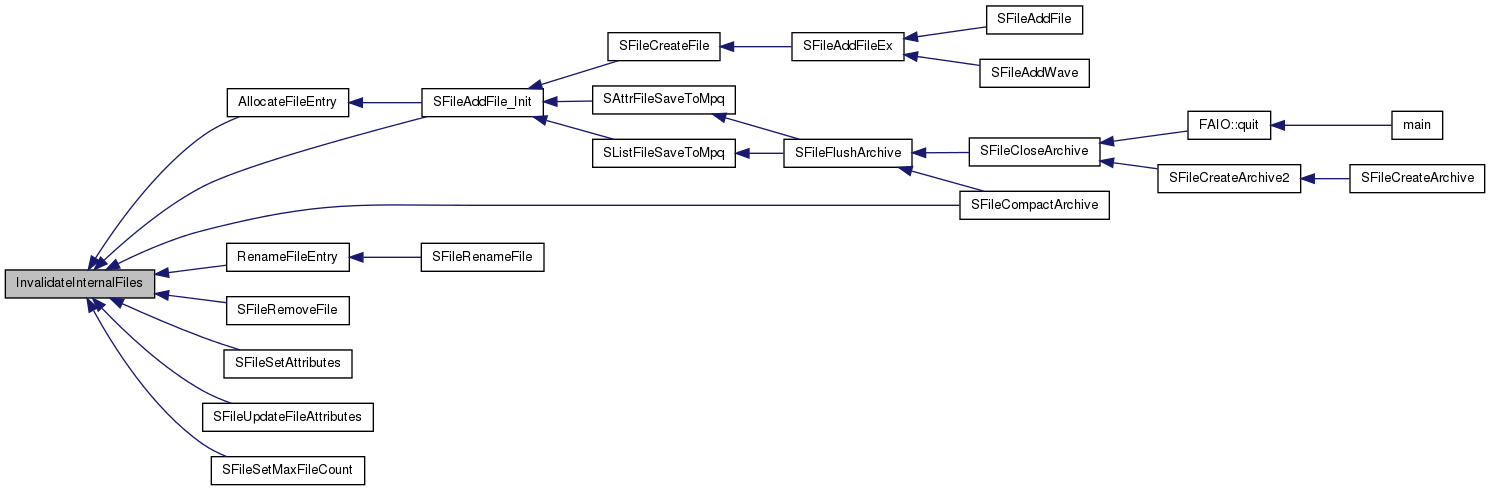 SFileAddFile
SFileCreateFile
SFileAddFileEx
SFileAddWave
AllocateFileEntry
SFileAddFile_Init
SAttrFileSaveToMpq
FAIO::quit
main
SListFileSaveToMpq
SFileFlushArchive
SFileCloseArchive
SFileCreateArchive2
SFileCreateArchive
SFileCompactArchive
RenameFileEntry
SFileRenameFile
InvalidateInternalFiles
SFileRemoveFile
SFileSetAttributes
SFileUpdateFileAttributes
SFileSetMaxFileCount